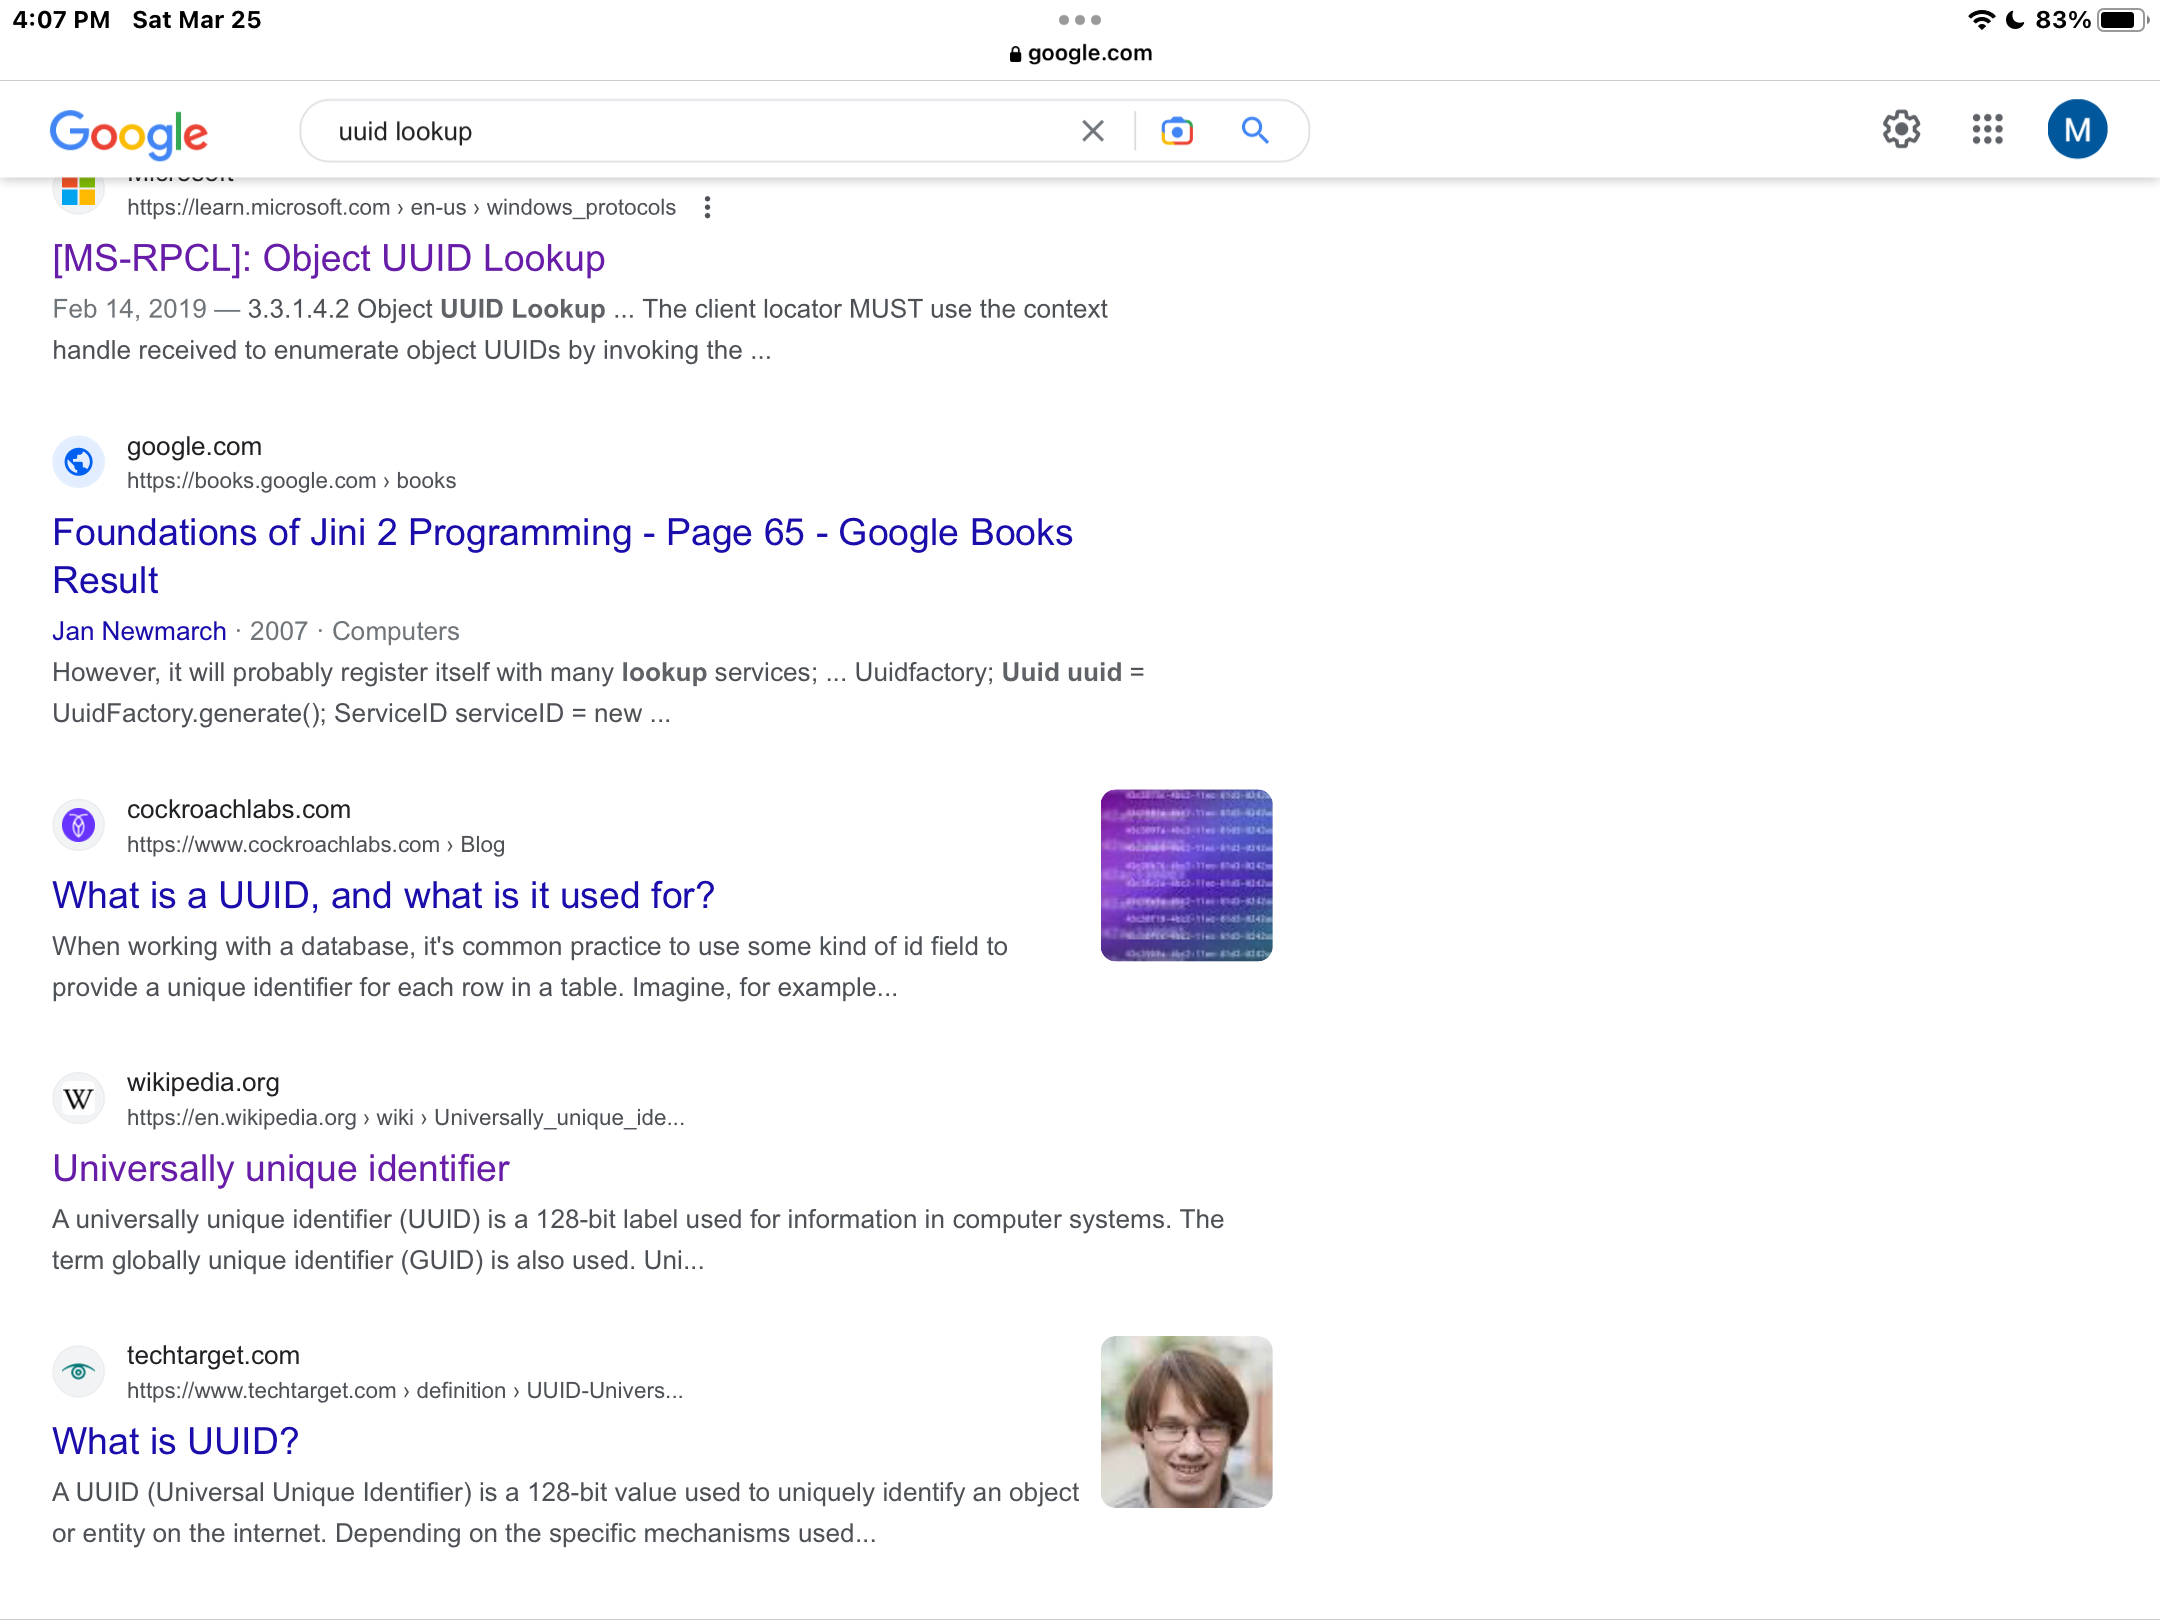 4:07 PM Sat Mar 25
83%
google.com
Google
uuid lookup
M
Microsoft
https://learn.microsoft.com › en-us › windows_protocols
[MS-RPCL]: Object UUID Lookup
Feb 14, 2019 — 3.3.1.4.2 Object UUID Lookup ... The client locator MUST use the context
handle received to enumerate object UUIDs by invoking the ...
google.com
https://books.google.com › books
Foundations of Jini 2 Programming - Page 65 - Google Books
Result
Jan Newmarch · 2007 · Computers
However, it will probably register itself with many lookup services; ... Uuidfactory; Uuid uuid =
UuidFactory.generate(); ServiceID serviceID = new ...
cockroachlabs.com
https://www.cockroachlabs.com › Blog
What is a UUID, and what is it used for?
When working with a database, it's common practice to use some kind of id field to
provide a unique identifier for each row in a table. Imagine, for example...
W
wikipedia.org
https://en.wikipedia.org › wiki › Universally_unique_ide...
Universally unique identifier
A universally unique identifier (UUID) is a 128-bit label used for information in computer systems. The
term globally unique identifier (GUID) is also used. Uni...
techtarget.com
https://www.techtarget.com › definition › UUID-Univers...
What is UUID?
A UUID (Universal Unique Identifier) is a 128-bit value used to uniquely identify an object
or entity on the internet. Depending on the specific mechanisms used...